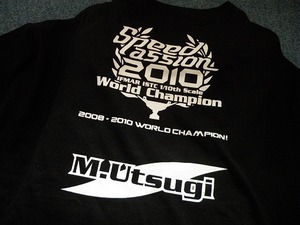 Speed
Passion
2010
IFMAR ISTC 1/10th Scale
World Champion
2008 - 2010 WORLD CHAMPION!
M.Utsugi